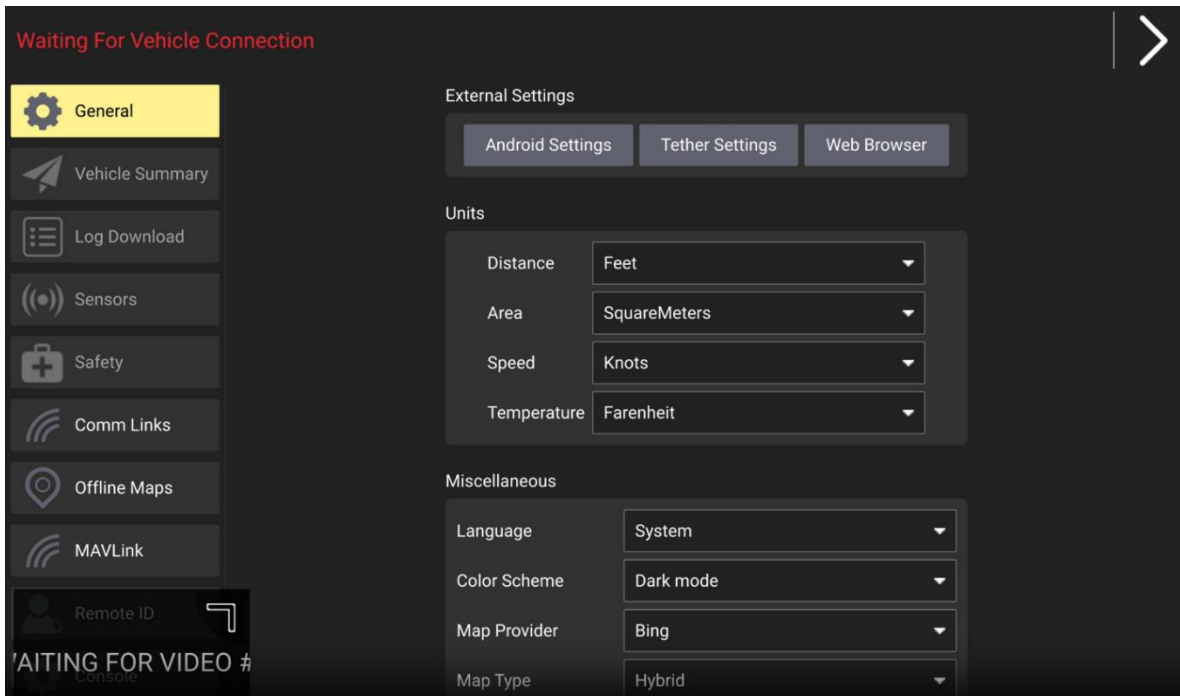 Waiting For Vehicle Connection
General
Vehicle Summary
Log Download
Sensors
Safety
Comm Links
Offline Maps
MAVLink
Remote ID
AITING FOR VIDEO #
Console
External Settings
Android Settings Tether Settings Web Browser
Units
Distance Feet
Area SquareMeters
Speed Knots
Temperature Farenheit
Miscellaneous
Language System
Color Scheme Dark mode
Map Provider Bing
Map Type Hybrid